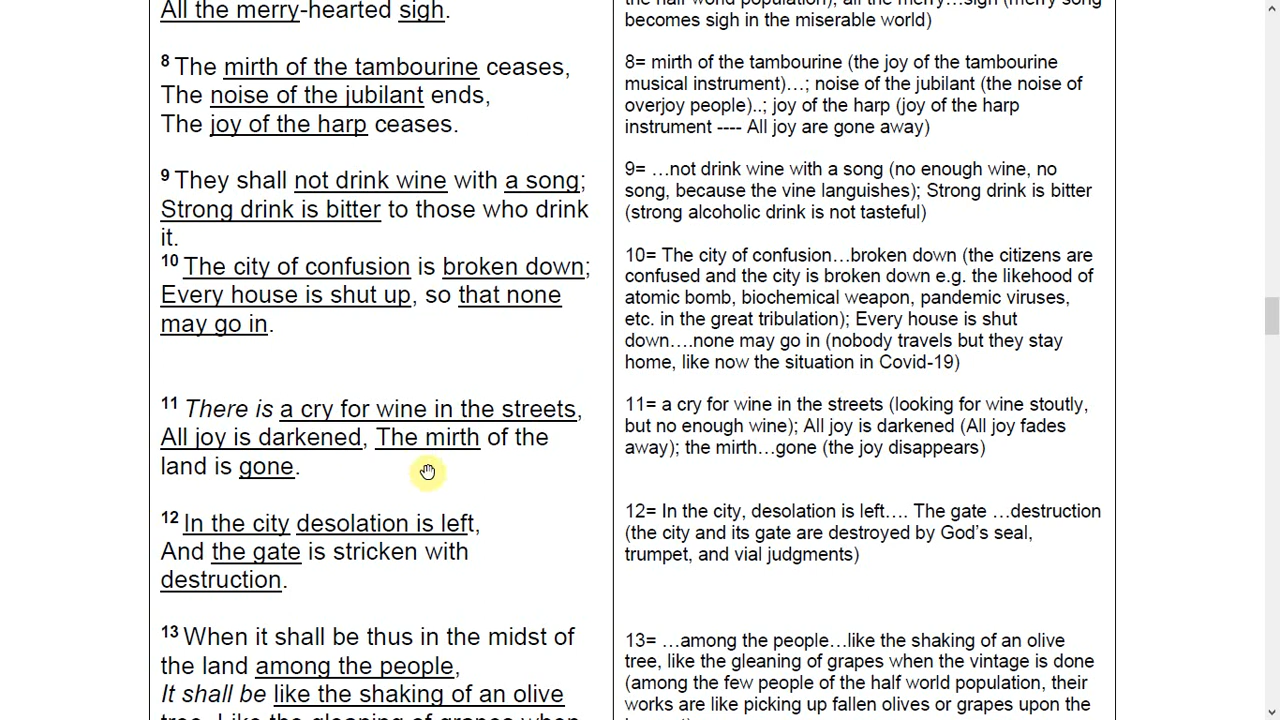 All the merry-hearted sigh.
8 The mirth of the tambourine ceases,
The noise of the jubilant ends,
The joy of the harp ceases.
9 They shall not drink wine with a song;
Strong drink is bitter to those who drink
it.
10 The city of confusion is broken down;
Every house is shut up, so that none
may go in.
11 There is a cry for wine in the streets,
All joy is darkened, The mirth of the
land is gone.
12 In the city desolation is left,
And the gate is stricken with
destruction.
13 When it shall be thus in the midst of
the land among the people,
It shall be like the shaking of an olive
tree, Like the gleaning of grapes when
the half world population), all the merry…sigh (merry song
becomes sigh in the miserable world)
8= mirth of the tambourine (the joy of the tambourine
musical instrument)…; noise of the jubilant (the noise of
overjoy people)..; joy of the harp (joy of the harp
instrument ---- All joy are gone away)
9= …not drink wine with a song (no enough wine, no
song, because the vine languishes); Strong drink is bitter
(strong alcoholic drink is not tasteful)
10= The city of confusion…broken down (the citizens are
confused and the city is broken down e.g. the likehood of
atomic bomb, biochemical weapon, pandemic viruses,
etc. in the great tribulation); Every house is shut
down….none may go in (nobody travels but they stay
home, like now the situation in Covid-19)
11= a cry for wine in the streets (looking for wine stoutly,
but no enough wine); All joy is darkened (All joy fades
away); the mirth…gone (the joy disappears)
12= In the city, desolation is left…. The gate …destruction
(the city and its gate are destroyed by God’s seal,
trumpet, and vial judgments)
13= …among the people…like the shaking of an olive
tree, like the gleaning of grapes when the vintage is done
(among the few people of the half world population, their
works are like picking up fallen olives or grapes upon the